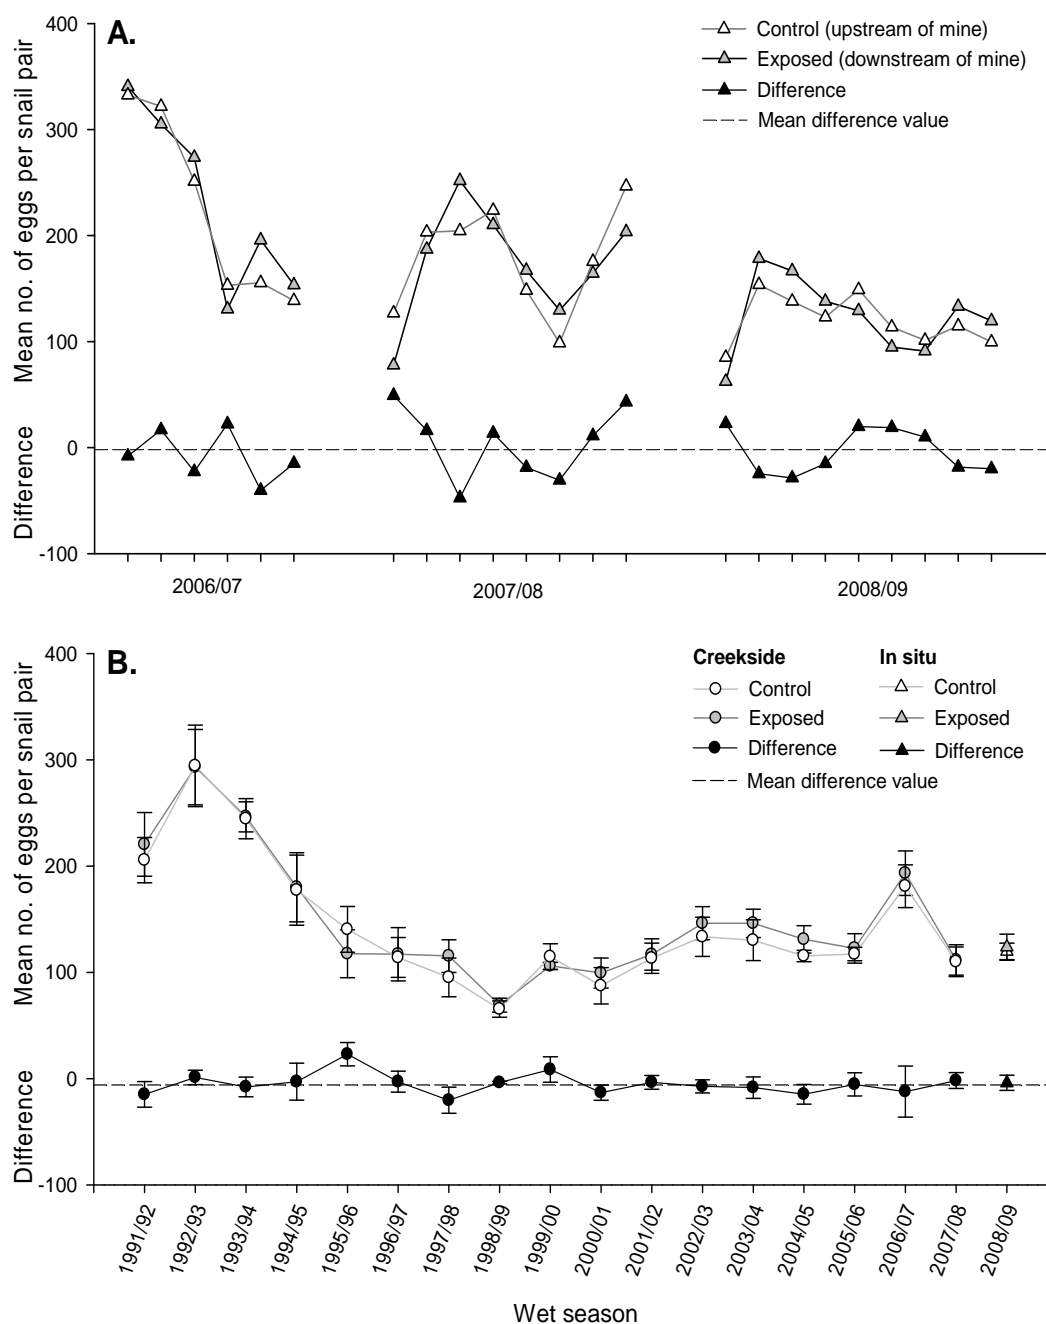 A.
Control (upstream of mine)
Exposed (downstream of mine)
Difference
Mean difference value
Mean no. of eggs per snail pair
Difference
400
300
200
100
0
-100
2006/07
2007/08
2008/09
B.
Creekside
In situ
Control
Control
Exposed
Exposed
Difference
Difference
Mean difference value
Mean no. of eggs per snail pair
Difference
400
300
200
100
0
-100
1991/92
1992/93
1993/94
1994/95
1995/96
1996/97
1997/98
1998/99
1999/00
2000/01
2001/02
2002/03
2003/04
2004/05
2005/06
2006/07
2007/08
2008/09
Wet season